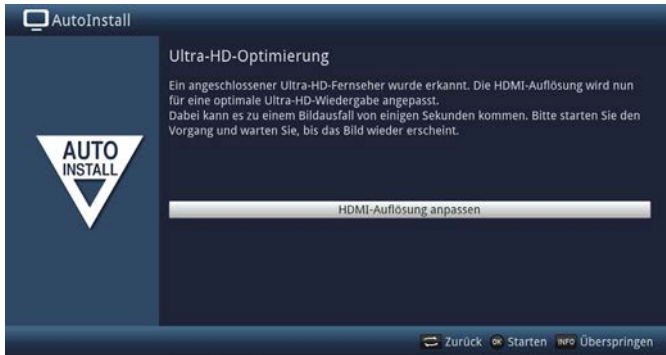 AutoInstall
Ultra-HD-Optimierung
Ein angeschlossener Ultra-HD-Fernseher wurde erkannt. Die HDMI-Auflösung wird nun
für eine optimale Ultra-HD-Wiedergabe angepasst.
Dabei kann es zu einem Bildausfall von einigen Sekunden kommen. Bitte starten Sie den
Vorgang und warten Sie, bis das Bild wieder erscheint.
AUTO
INSTALL
HDMI-Auflösung anpassen
Zurück OK Starten INFO Überspringen